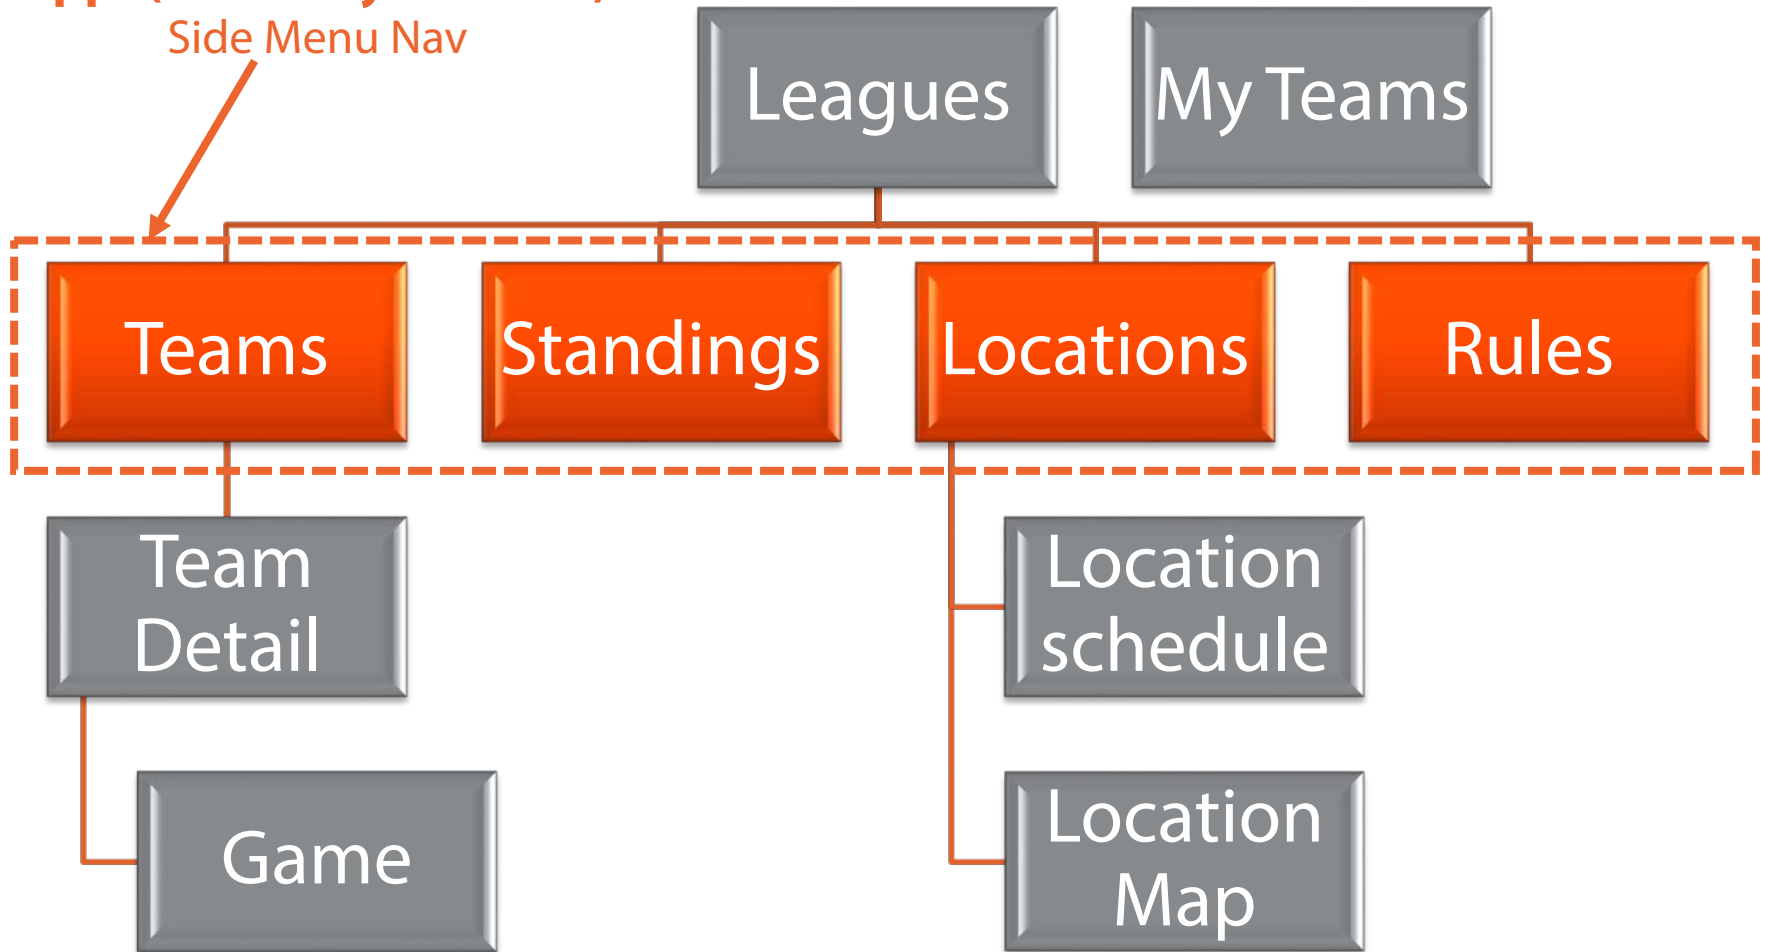 Side Menu Nav
Leagues
My Teams
Teams
Standings
Locations
Rules
Team
Detail
Location
schedule
Game
Location
Map